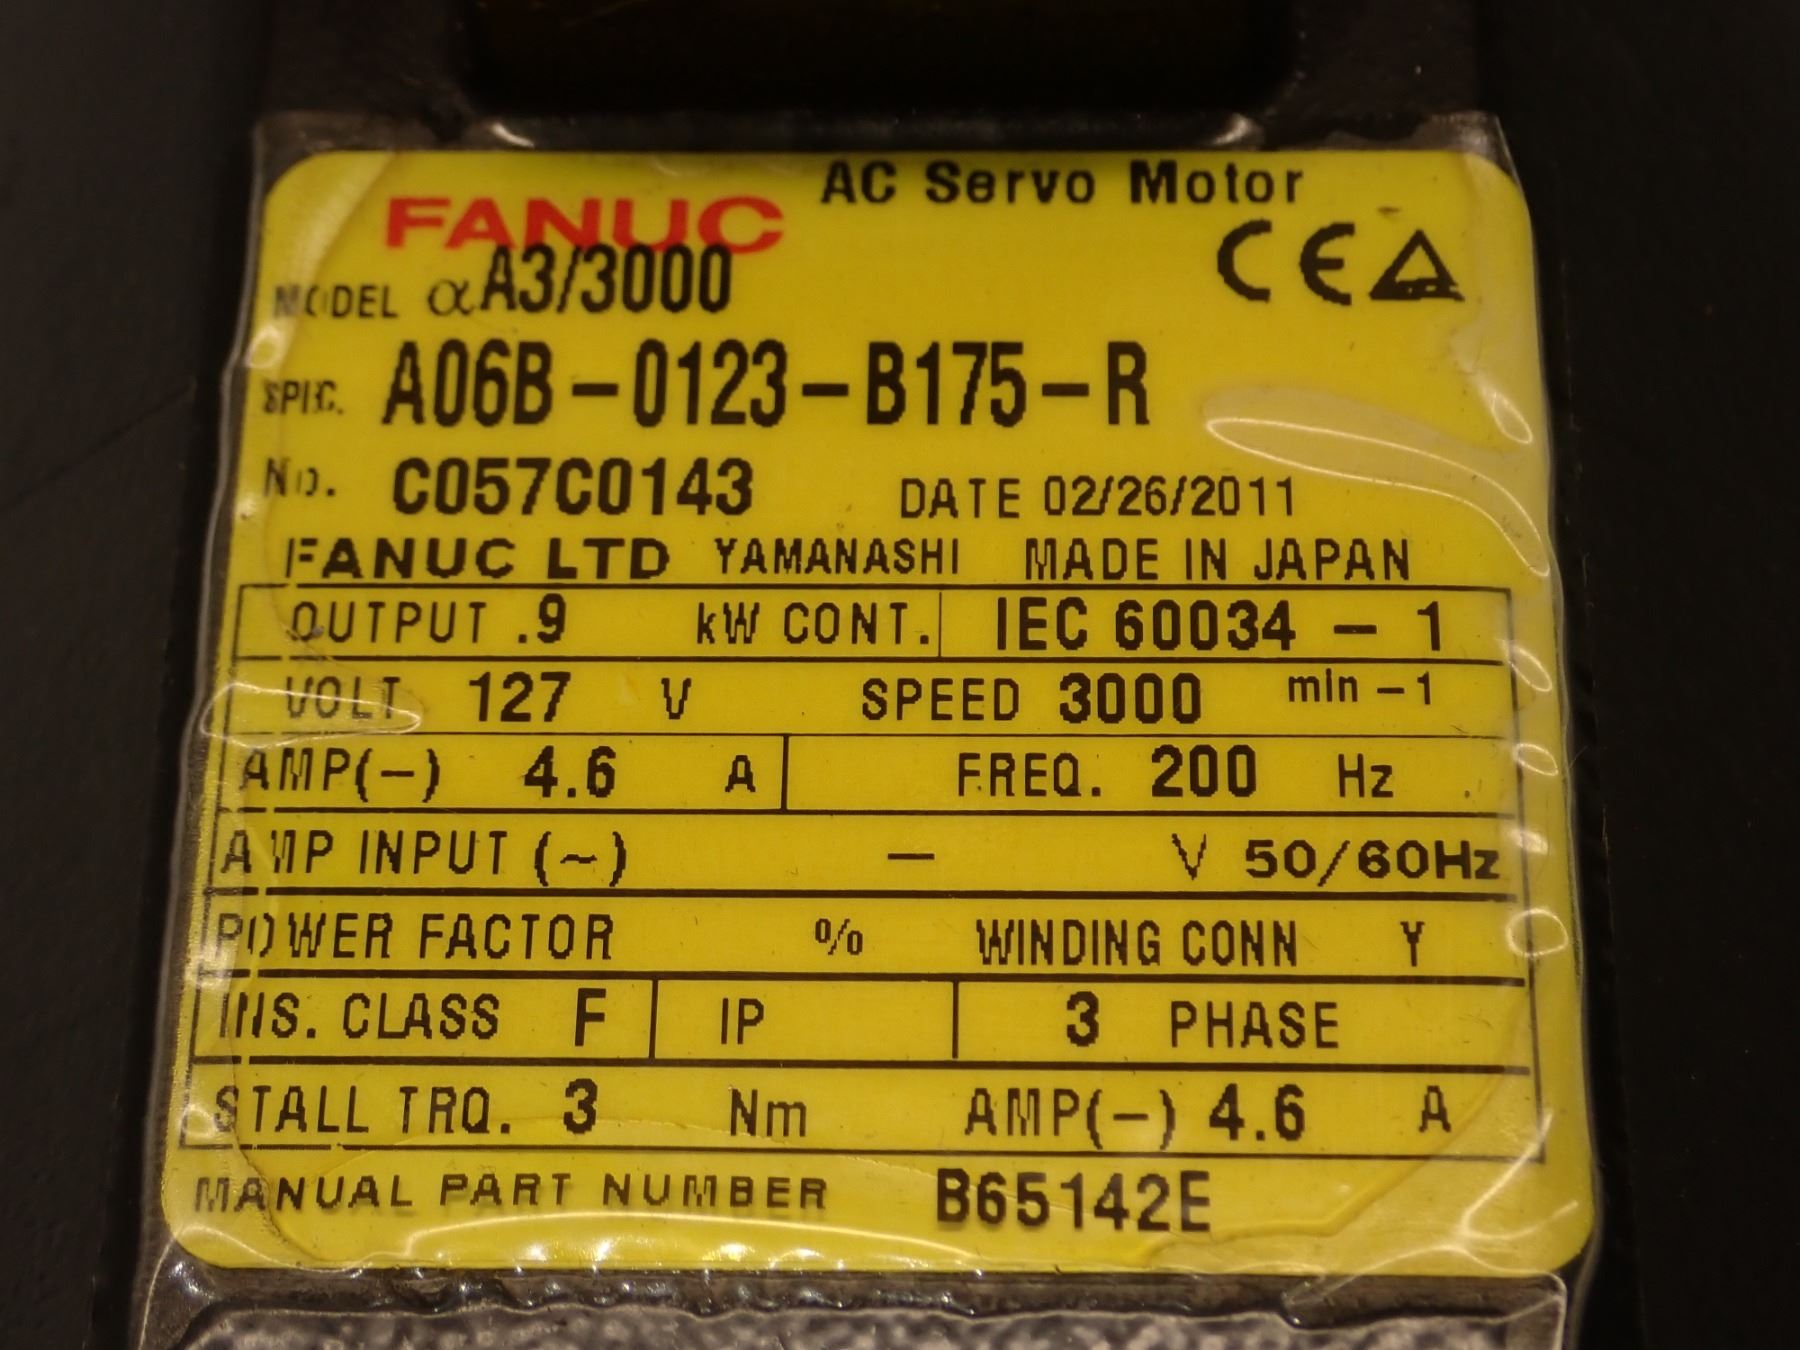 AC Servo Motor
FANUC
CE
MODEL αA3/3000
SPEC. A06B-0123-B175-R
No. C057C0143 DATE 02/26/2011
FANUC LTD YAMANASHI MADE IN JAPAN
OUTPUT .9 kW CONT. IEC 60034-1
VOLT 127 V SPEED 3000 min-1
AMP(-) 4.6 A FREQ. 200 Hz
AMP INPUT (~) - V 50/60Hz
POWER FACTOR % WINDING CONN Y
INS. CLASS F IP 3 PHASE
STALL TRQ. 3 Nm AMP(-) 4.6 A
MANUAL PART NUMBER B65142E